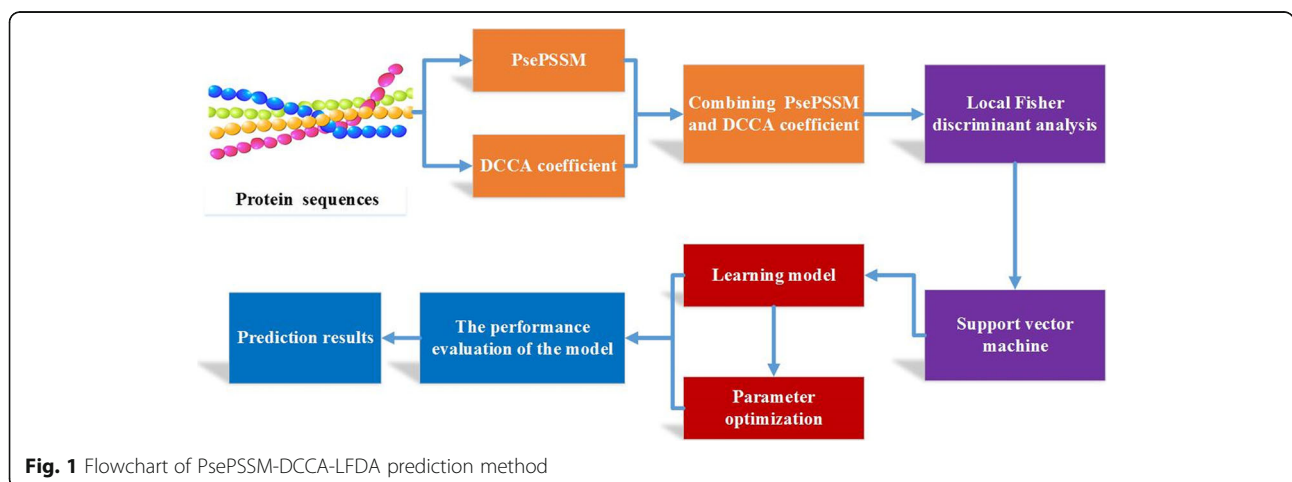 PsePSSM
DCCA coefficient
Protein sequences
Combining PsePSSM
and DCCA coefficient
Local Fisher
discriminant analysis
Support vector
machine
Learning model
Parameter
optimization
The performance
evaluation of the model
Prediction results
Fig. 1 Flowchart of PsePSSM-DCCA-LFDA prediction method